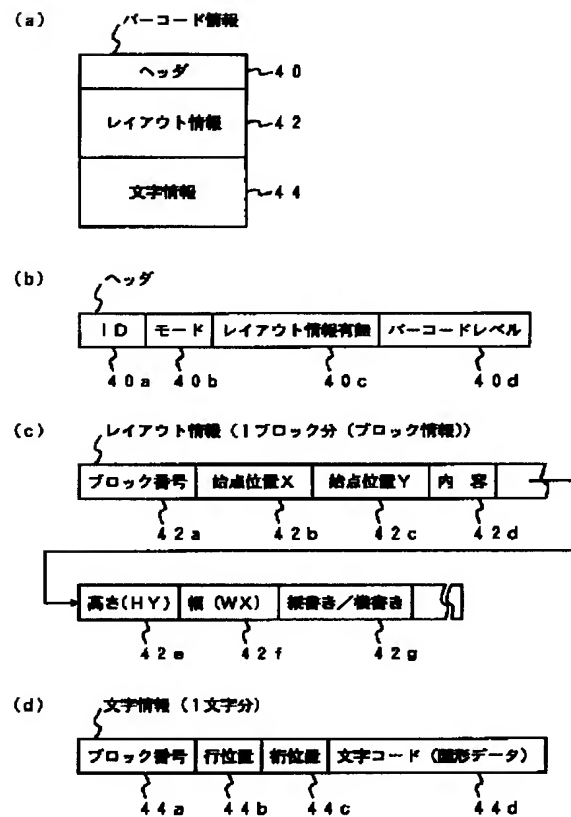 (a) バーコード情報
ヘッダ 40
レイアウト情報 42
文字情報 44
(b) ヘッダ
ID モード レイアウト情報有無 バーコードレベル
40a 40b 40c 40d
(c) レイアウト情報(1ブロック分(ブロック情報))
ブロック番号 始点位置X 始点位置Y 内 容
42a 42b 42c 42d
高さ(HY) 幅(WX) 縦書き/横書き
42e 42f 42g
(d) 文字情報(1文字分)
ブロック番号 行位置 桁位置 文字コード(図形データ)
44a 44b 44c 44d